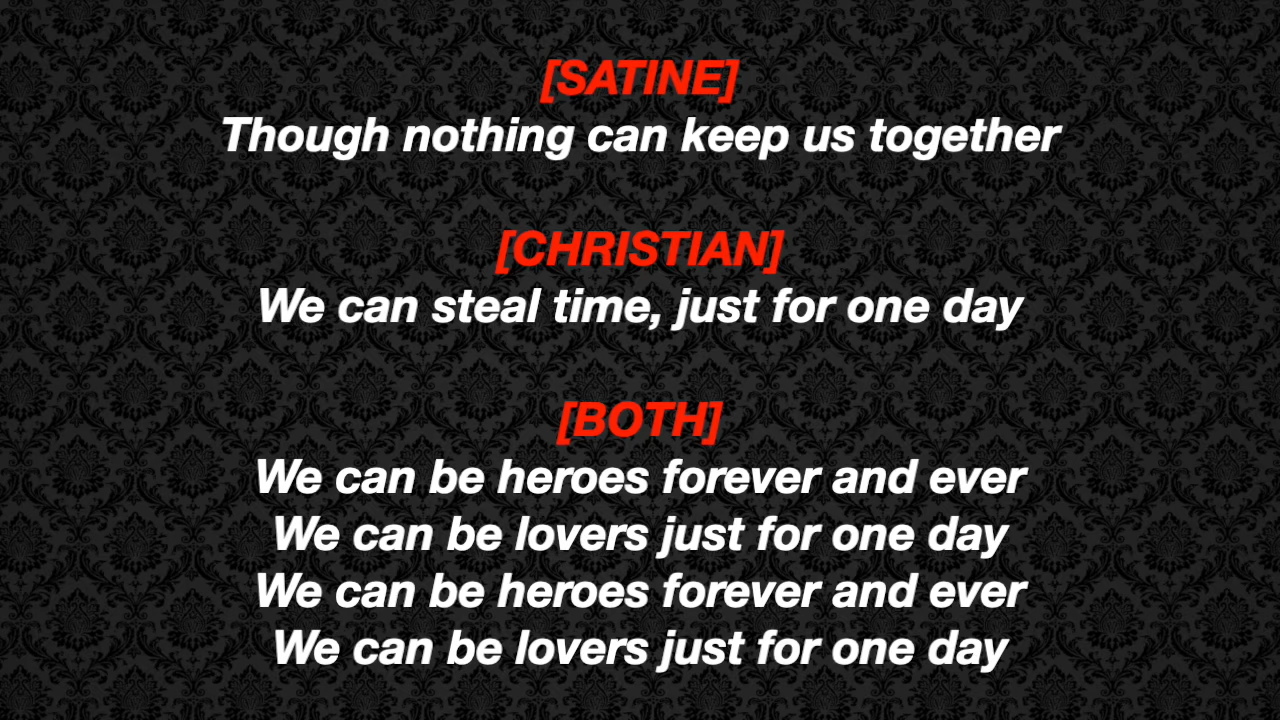 [SATINE]
Though nothing can keep us together
[CHRISTIAN]
We can steal time, just for one day
[BOTH]
We can be heroes forever and ever
We can be lovers just for one day
We can be heroes forever and ever
We can be lovers just for one day